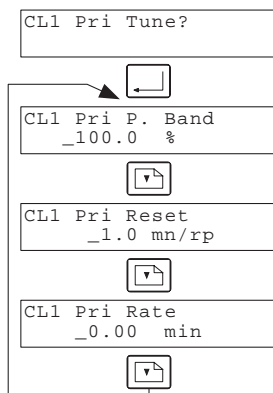 CL1 Pri Tune?
CL1 Pri P. Band
_100.0 %
CL1 Pri Reset
_1.0 mn/rp
CL1 Pri Rate
_0.00 min